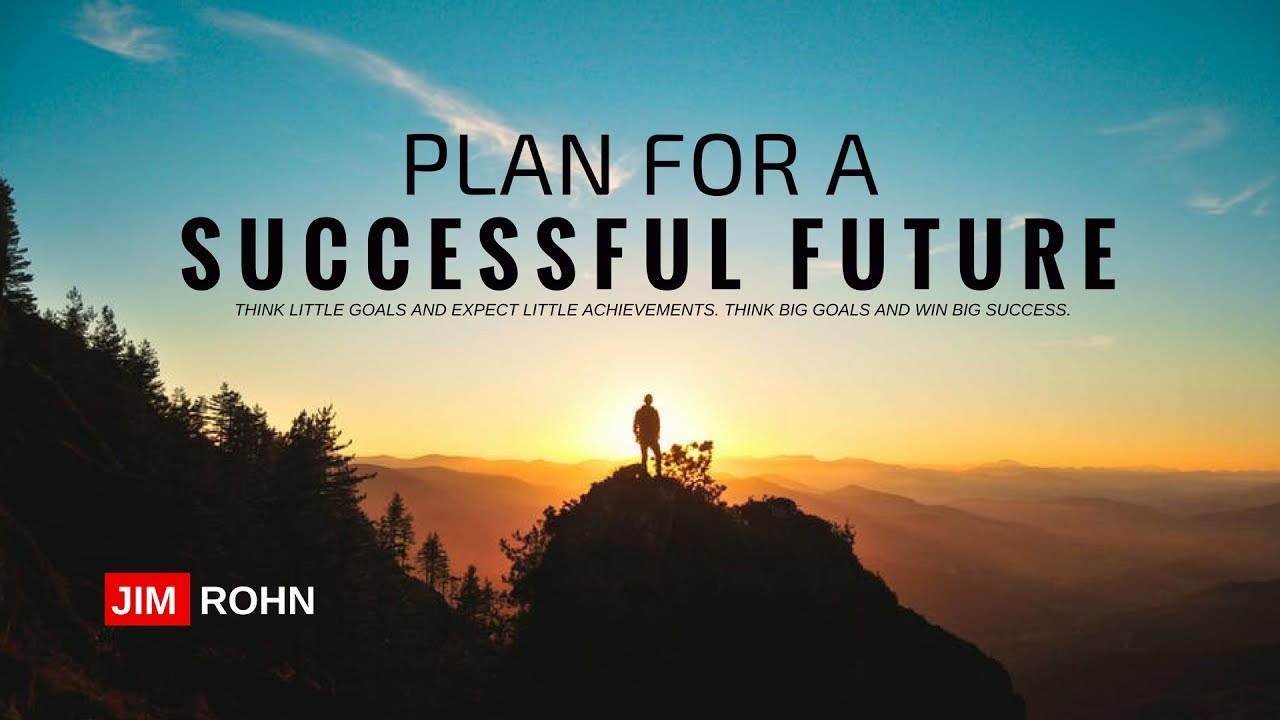 PLAN FOR A
SUCCESSFUL FUTURE
THINK LITTLE GOALS AND EXPECT LITTLE ACHIEVEMENTS. THINK BIG GOALS AND WIN BIG SUCCESS.
JIM ROHN